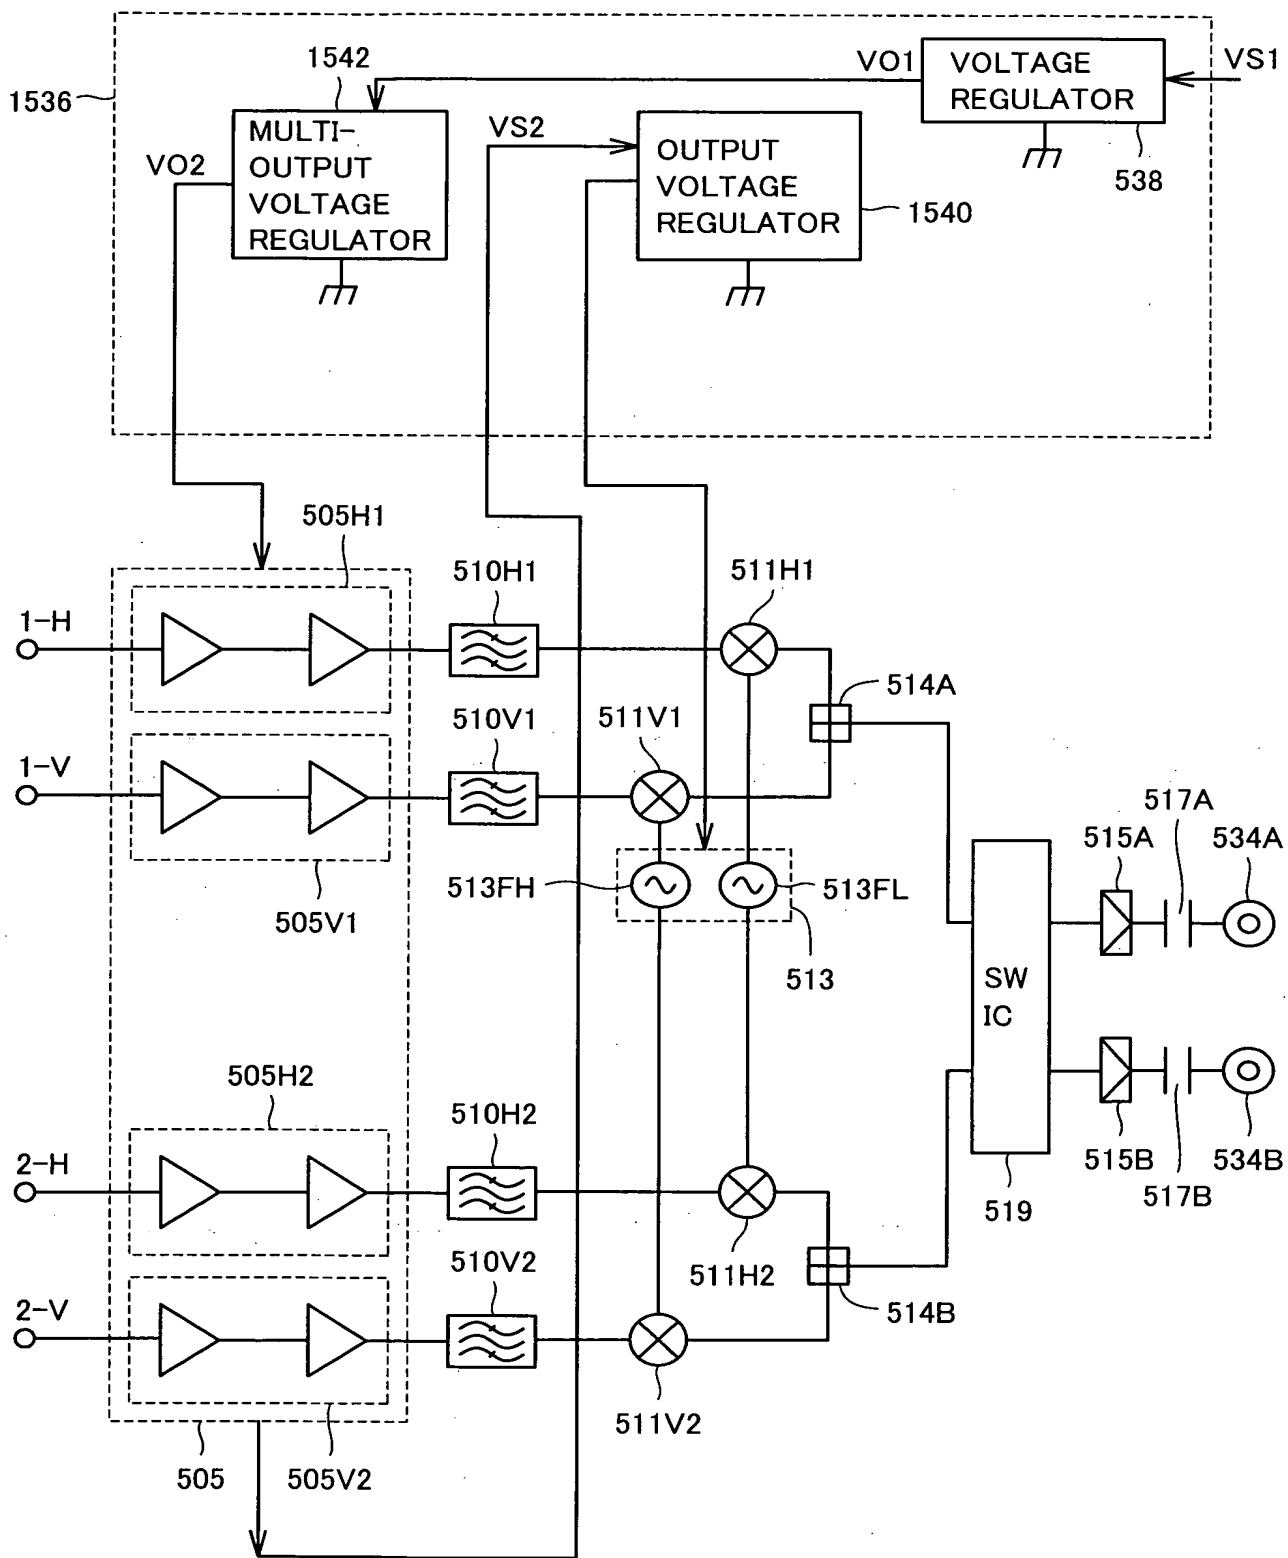 1536
1542
VO1
VOLTAGE
REGULATOR
VS1
538
MULTI-
OUTPUT
VOLTAGE
REGULATOR
VO2
VS2
OUTPUT
VOLTAGE
REGULATOR
1540
505H1
510H1
511H1
1-H
514A
510V1
511V1
1-V
517A
515A
534A
513FH
513FL
505V1
513
SW
IC
505H2
510H2
2-H
515B
534B
517B
519
510V2
511H2
514B
2-V
511V2
505
505V2